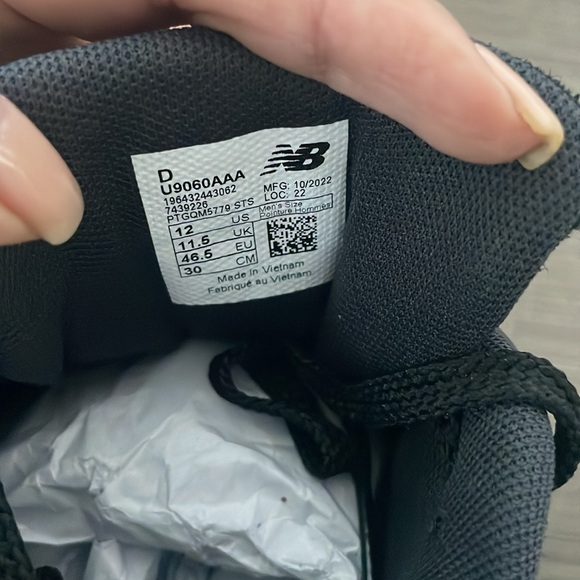 D
U9060AAA
196432443062
7439226
PTGQM5779 STS
NB
MFG: 10/2022
LOC: 22
Men's Size
Pointure Hommes
12 US
11.5 UK
46.5 EU
30 CM
Made in Vietnam
Fabriqué au Vietnam